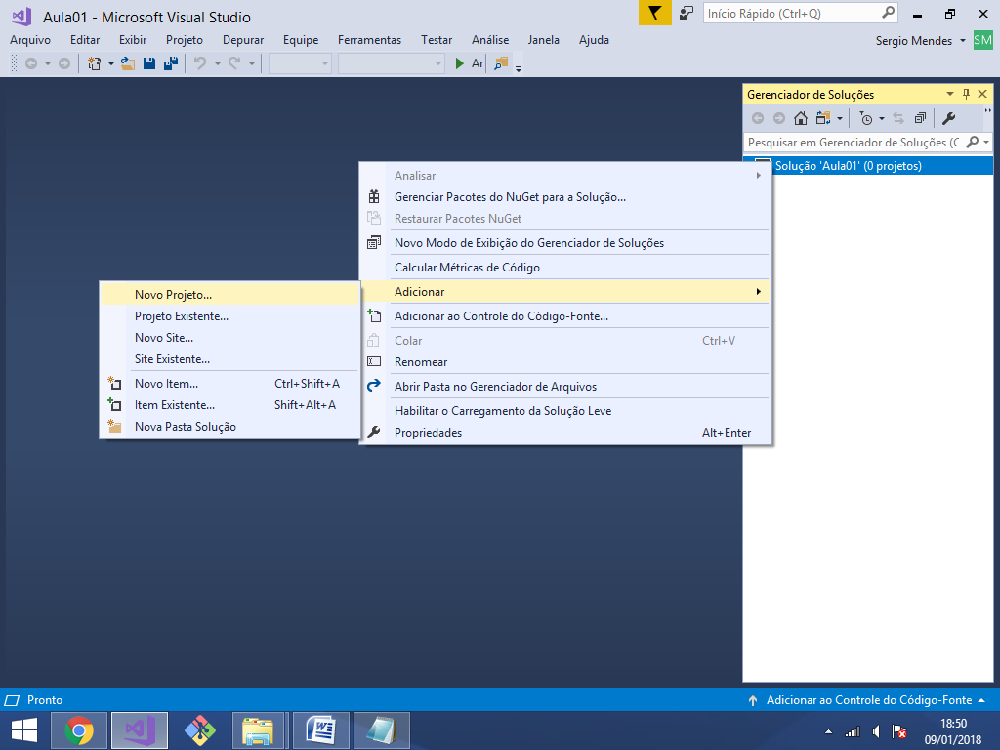 Aula01 - Microsoft Visual Studio
Início Rápido (Ctrl+Q)
Arquivo Editar Exibir Projeto Depurar Equipe Ferramentas Testar Análise Janela Ajuda
Sergio Mendes SM
Gerenciador de Soluções
Pesquisar em Gerenciador de Soluções (C
Solução 'Aula01' (0 projetos)
Analisar
Gerenciar Pacotes do NuGet para a Solução...
Restaurar Pacotes NuGet
Novo Modo de Exibição do Gerenciador de Soluções
Calcular Métricas de Código
Adicionar
Adicionar ao Controle do Código-Fonte...
Colar Ctrl+V
Renomear
Abrir Pasta no Gerenciador de Arquivos
Habilitar o Carregamento da Solução Leve
Propriedades Alt+Enter
Novo Projeto...
Projeto Existente...
Novo Site...
Site Existente...
Novo Item... Ctrl+Shift+A
Item Existente... Shift+Alt+A
Nova Pasta Solução
Pronto
Adicionar ao Controle do Código-Fonte
18:50
09/01/2018